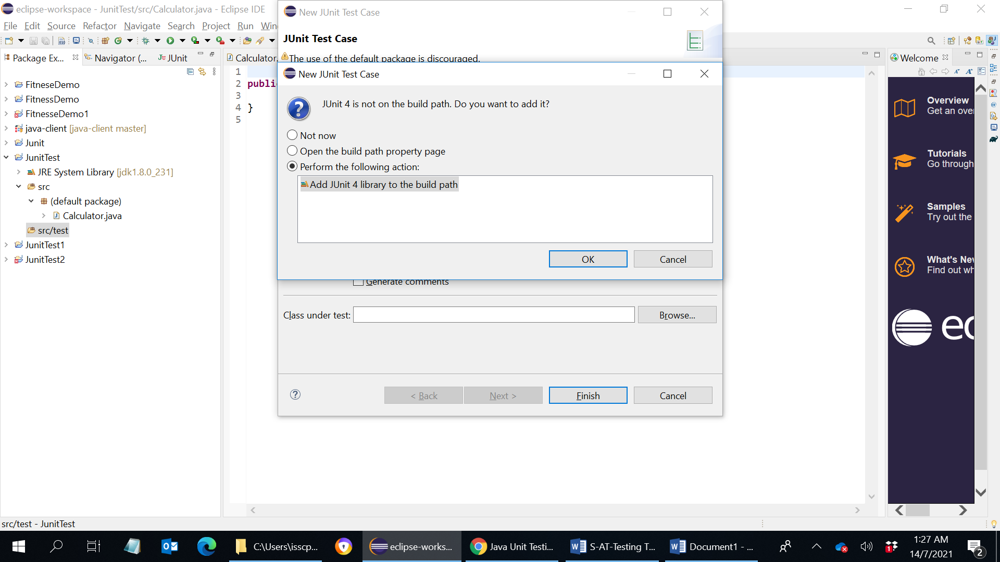 eclipse-workspace - JunitTest/src/Calculator.java - Eclipse IDE
File Edit Source Refactor Navigate Search Project Run
Package Ex... Navigator (... JUnit
FitneseDemo
FitnessDemo
FitnesseDemo1
java-client [java-client master]
Junit
JunitTest
JRE System Library [jdk1.8.0_231]
src
(default package)
Calculator.java
src/test
JunitTest1
JunitTest2
Calculator.
1
2
3
4 }
5
New JUnit Test Case
JUnit Test Case
The use of the default package is discouraged.
New JUnit Test Case
JUnit 4 is not on the build path. Do you want to add it?
Not now
Open the build path property page
Perform the following action:
Add JUnit 4 library to the build path
OK Cancel
Generate comments
Class under test: Browse...
< Back Next > Finish Cancel
Welcome
Overview
Get an over
Tutorials
Go through
Samples
Try out the
What's New
Find out wh
ec
src/test - JunitTest
C:\Users\isscp... eclipse-works... Java Unit Testi... S-AT-Testing T... Document1 - ...
1:27 AM
14/7/2021
1
2